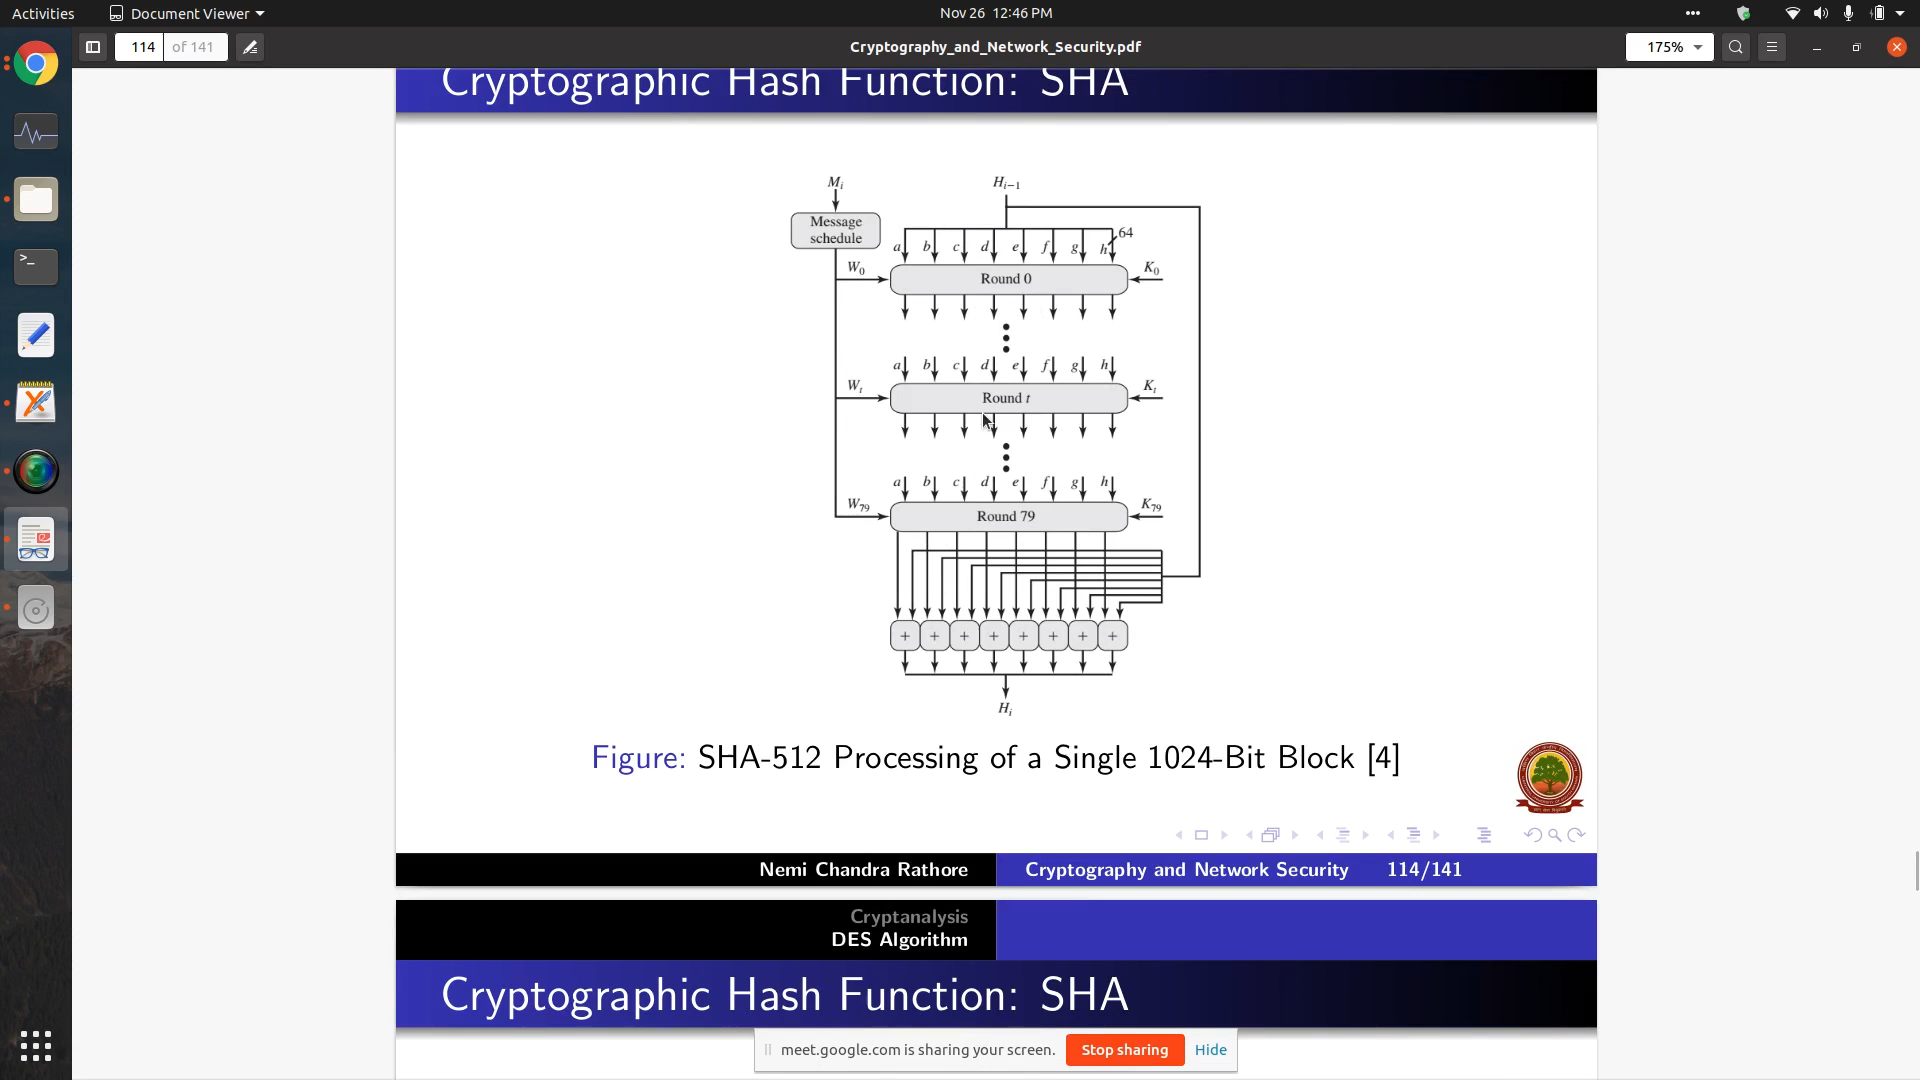 Activities Document Viewer Nov 26 12:46 PM
114 of 141 Cryptography_and_Network_Security.pdf 175%
Cryptographic Hash Function: SHA
Mi Hi−1
Message
schedule
64
a b c d e f g h
W0 Round 0 K0
a b c d e f g h
Wt Round t Kt
a b c d e f g h
W79 Round 79 K79
+ + + + + + + +
Hi
Figure: SHA-512 Processing of a Single 1024-Bit Block [4]
Nemi Chandra Rathore Cryptography and Network Security 114/141
Cryptanalysis
DES Algorithm
Cryptographic Hash Function: SHA
meet.google.com is sharing your screen. Stop sharing Hide